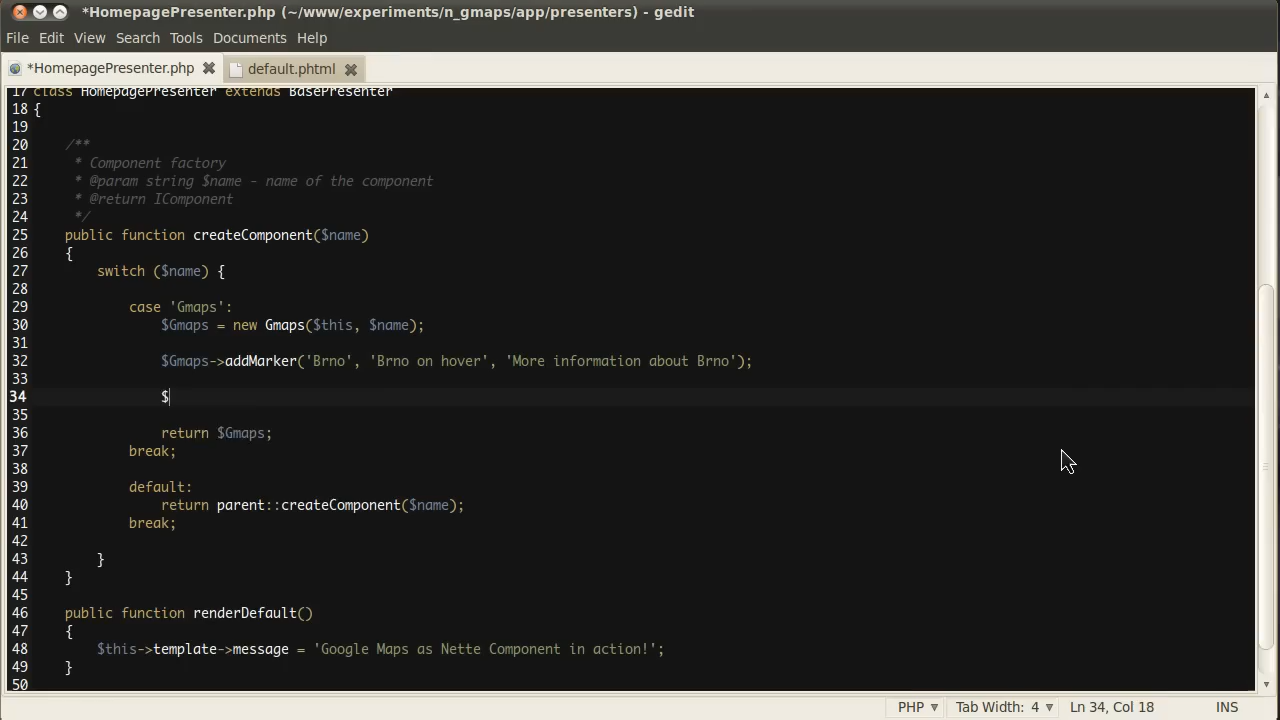 *HomepagePresenter.php (~/www/experiments/n_gmaps/app/presenters) - gedit
File Edit View Search Tools Documents Help
*HomepagePresenter.php default.phtml
17 class HomepagePresenter extends BasePresenter
18 {
19
20 /**
21 * Component factory
22 * @param string $name - name of the component
23 * @return IComponent
24 */
25 public function createComponent($name)
26 {
27 switch ($name) {
28
29 case 'Gmaps':
30 $Gmaps = new Gmaps($this, $name);
31
32 $Gmaps->addMarker('Brno', 'Brno on hover', 'More information about Brno');
33
34 $
35
36 return $Gmaps;
37 break;
38
39 default:
40 return parent::createComponent($name);
41 break;
42
43 }
44 }
45
46 public function renderDefault()
47 {
48 $this->template->message = 'Google Maps as Nette Component in action!';
49 }
50
PHP Tab Width: 4 Ln 34, Col 18 INS